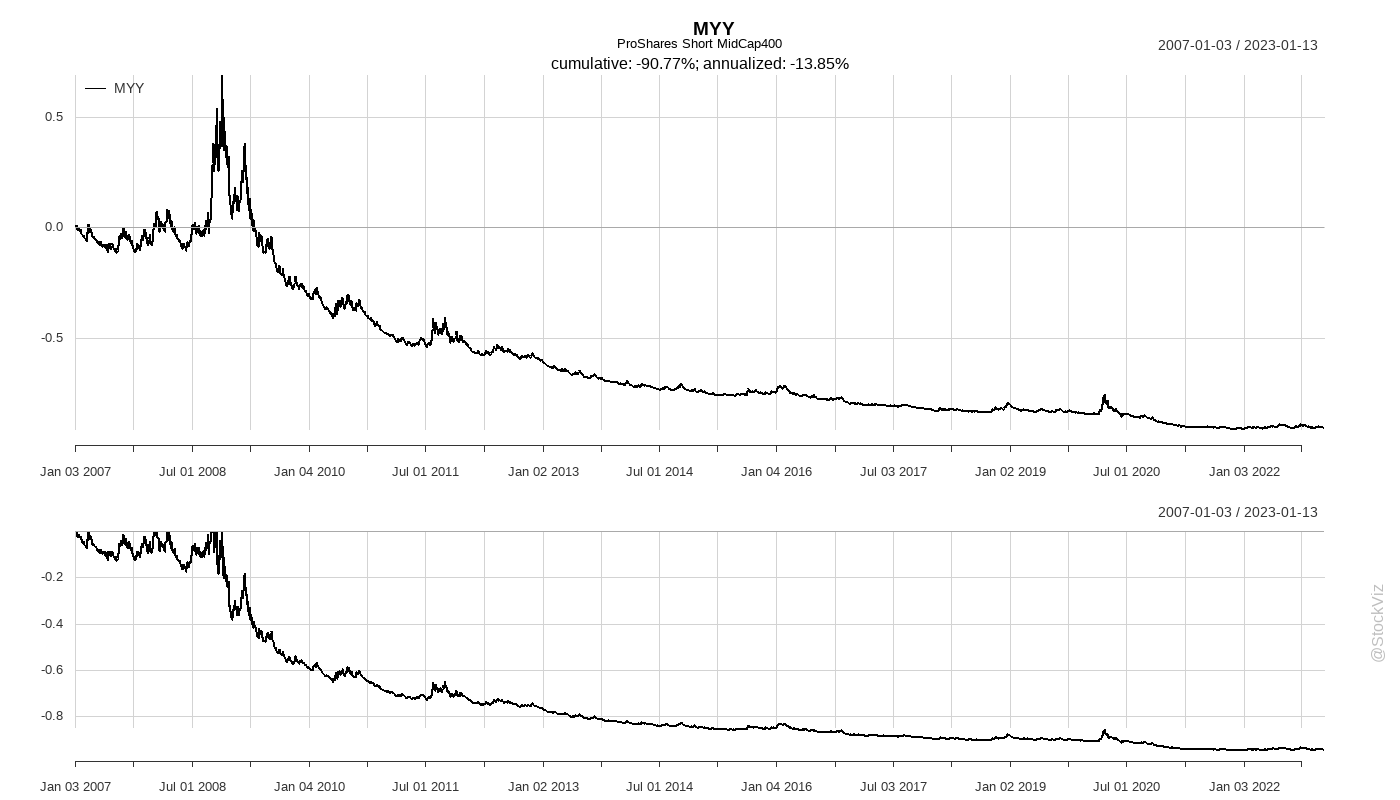 MYY
ProShares Short MidCap400
2007-01-03 / 2023-01-13
cumulative: -90.77%; annualized: -13.85%
MYY
0.5
0.0
-0.5
Jan 03 2007 Jul 01 2008 Jan 04 2010 Jul 01 2011 Jan 02 2013 Jul 01 2014 Jan 04 2016 Jul 03 2017 Jan 02 2019 Jul 01 2020 Jan 03 2022
2007-01-03 / 2023-01-13
-0.2
-0.4
-0.6
-0.8
Jan 03 2007 Jul 01 2008 Jan 04 2010 Jul 01 2011 Jan 02 2013 Jul 01 2014 Jan 04 2016 Jul 03 2017 Jan 02 2019 Jul 01 2020 Jan 03 2022
@StockViz